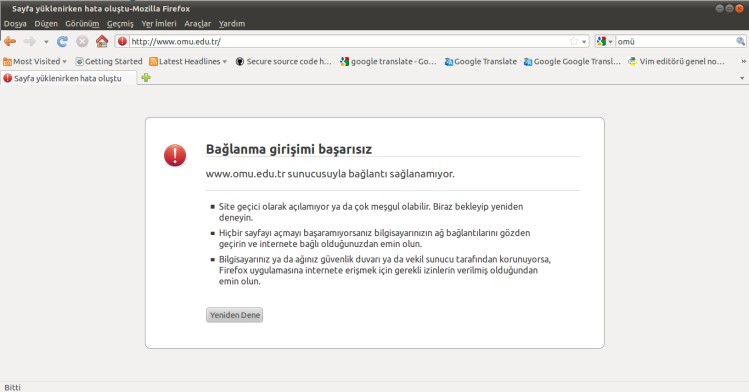 Sayfa yüklenirken hata oluştu-Mozilla Firefox
Dosya Düzen Görünüm Geçmiş Yer İmleri Araçlar Yardım
http://www.omu.edu.tr/ omü
Most Visited Getting Started Latest Headlines Secure source code h... google translate - Go... Google Translate Google Google Transl... Vim editörü genel no... »
Sayfa yüklenirken hata oluştu
Bağlanma girişimi başarısız
www.omu.edu.tr sunucusuyla bağlantı sağlanamıyor.
Site geçici olarak açılamıyor ya da çok meşgul olabilir. Biraz bekleyip yeniden
deneyin.
Hiçbir sayfayı açmayı başaramıyorsanız bilgisayarınızın ağ bağlantılarını gözden
geçirin ve internete bağlı olduğunuzdan emin olun.
Bilgisayarınız ya da ağınız güvenlik duvarı ya da vekil sunucu tarafından korunuyorsa,
Firefox uygulamasına internete erişmek için gerekli izinlerin verilmiş olduğundan
emin olun.
Yeniden Dene
Bitti